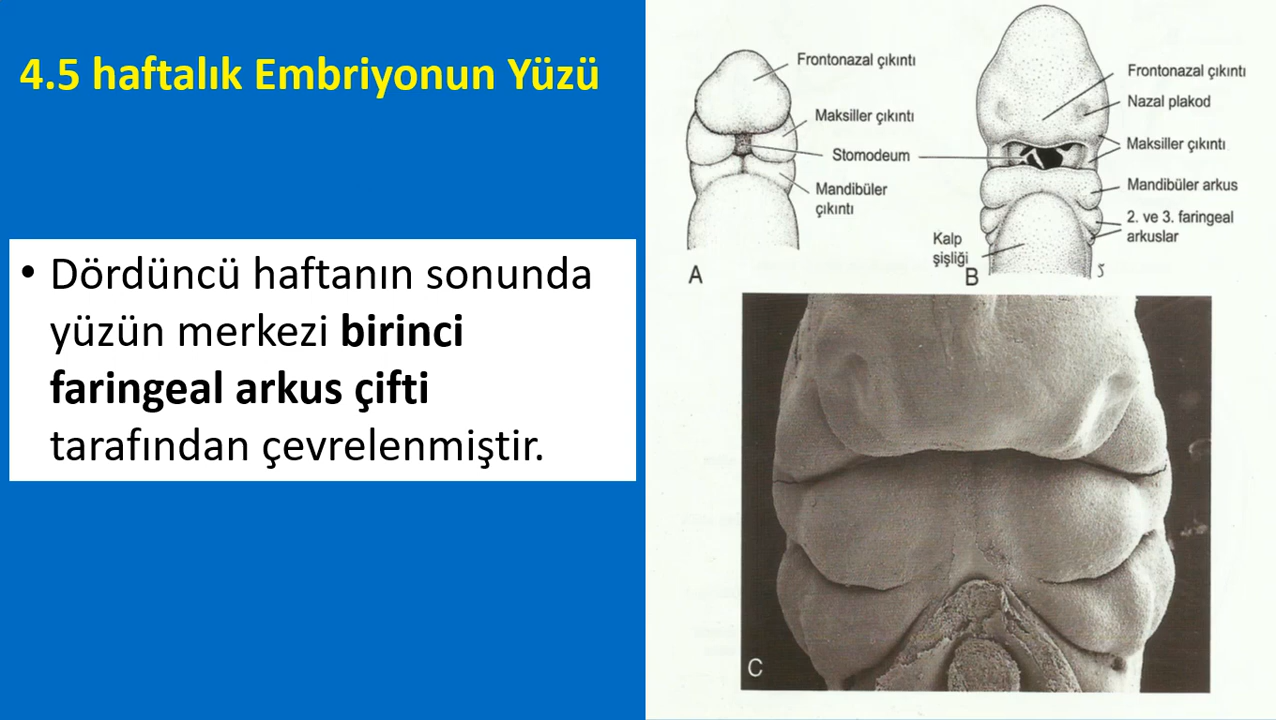 4.5 haftalık Embriyonun Yüzü
• Dördüncü haftanın sonunda
yüzün merkezi birinci
faringeal arkus çifti
tarafından çevrelenmiştir.
Frontonazal çıkıntı
Maksiller çıkıntı
Stomodeum
Mandibüler
çıkıntı
A
Frontonazal çıkıntı
Nazal plakod
Maksiller çıkıntı
Mandibüler arkus
2. ve 3. faringeal
arkuslar
Kalp
şişliği
B
C